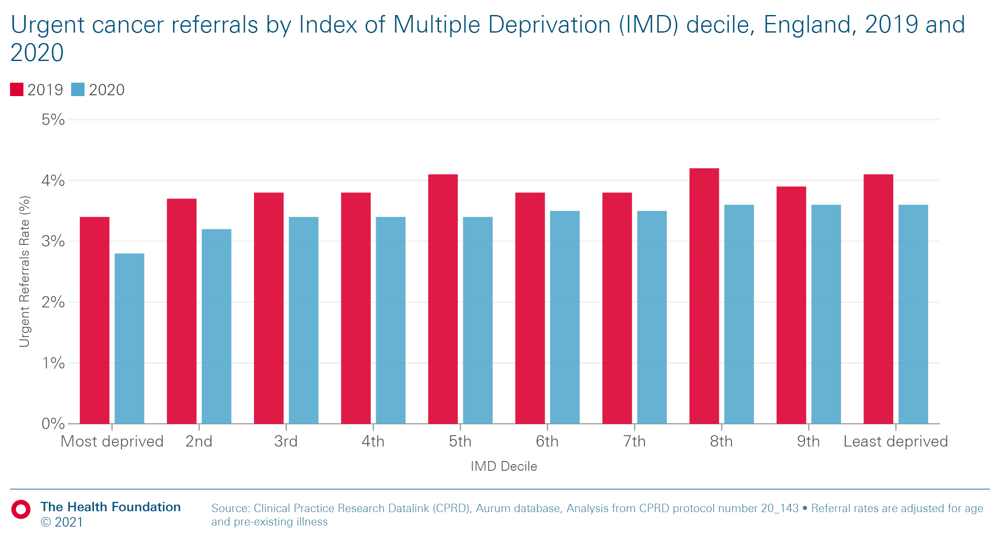 Urgent cancer referrals by Index of Multiple Deprivation (IMD) decile, England, 2019 and
2020
2019 2020
5%
4%
3%
2%
1%
0%
Urgent Referrals Rate (%)
Most deprived 2nd 3rd 4th 5th 6th 7th 8th 9th Least deprived
IMD Decile
The Health Foundation
© 2021
Source: Clinical Practice Research Datalink (CPRD), Aurum database, Analysis from CPRD protocol number 20_143 • Referral rates are adjusted for age
and pre-existing illness